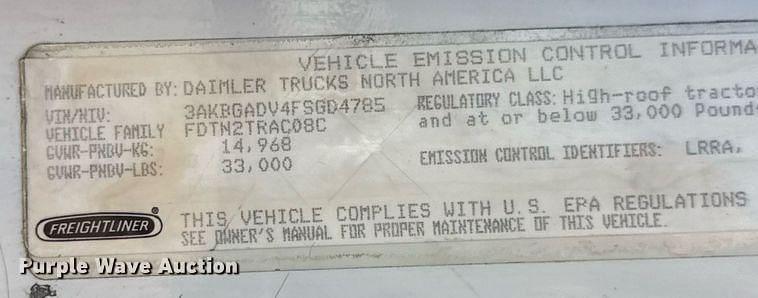 VEHICLE EMISSION CONTROL INFORMA
MANUFACTURED BY: DAIMLER TRUCKS NORTH AMERICA LLC
VIN/NIV: 3AKBGADV4FSGD4785
REGULATORY CLASS: High-roof tracto
VEHICLE FAMILY FDTN2TRAC08C
and at or below 33,000 Pound
GVWR-PNBV-KG: 14,968
EMISSION CONTROL IDENTIFIERS: LRRA,
GVWR-PNBV-LBS: 33,000
FREIGHTLINER®
THIS VEHICLE COMPLIES WITH U.S. EPA REGULATIONS
SEE OWNER'S MANUAL FOR PROPER MAINTENANCE OF THIS VEHICLE.
Purple Wave Auction